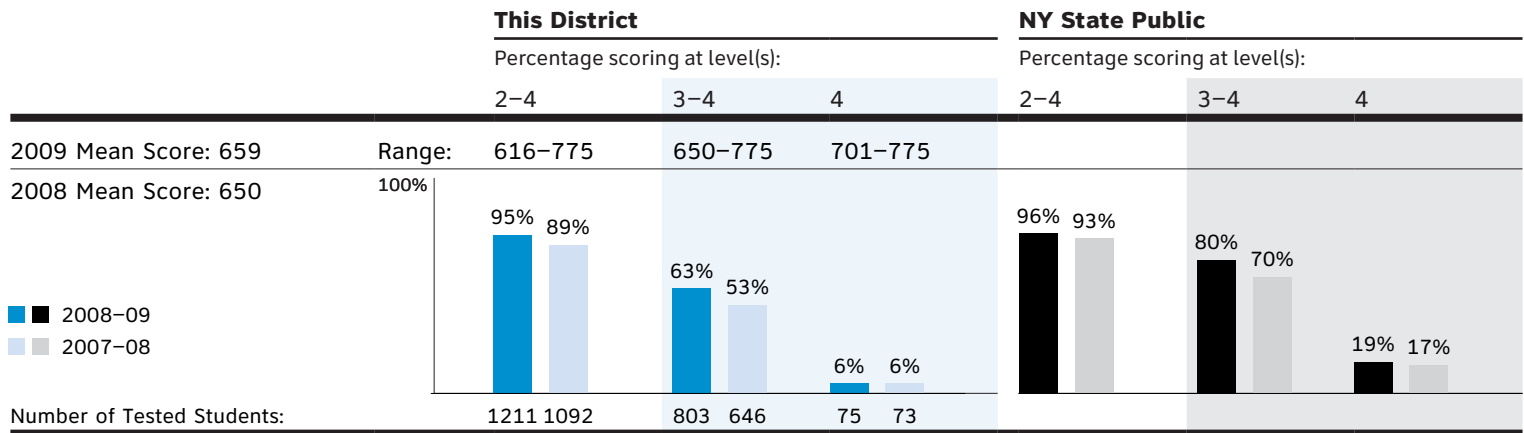 This District NY State Public
Percentage scoring at level(s): Percentage scoring at level(s):
2–4 3–4 4 2–4 3–4 4
2009 Mean Score: 659 Range: 616–775 650–775 701–775
2008 Mean Score: 650 100%
95% 89% 63% 53% 6% 6% 96% 93% 80% 70% 19% 17%
2008–09
2007–08
Number of Tested Students: 1211 1092 803 646 75 73